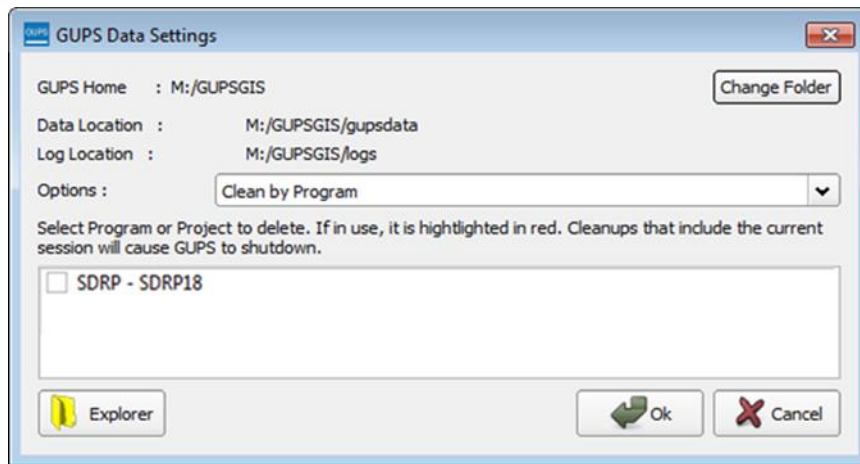 GUPS GUPS Data Settings
GUPS Home : M:/GUPSGIS Change Folder
Data Location : M:/GUPSGIS/gupsdata
Log Location : M:/GUPSGIS/logs
Options : Clean by Program
Select Program or Project to delete. If in use, it is hightlighted in red. Cleanups that include the current
session will cause GUPS to shutdown.
SDRP - SDRP18
Explorer Ok Cancel